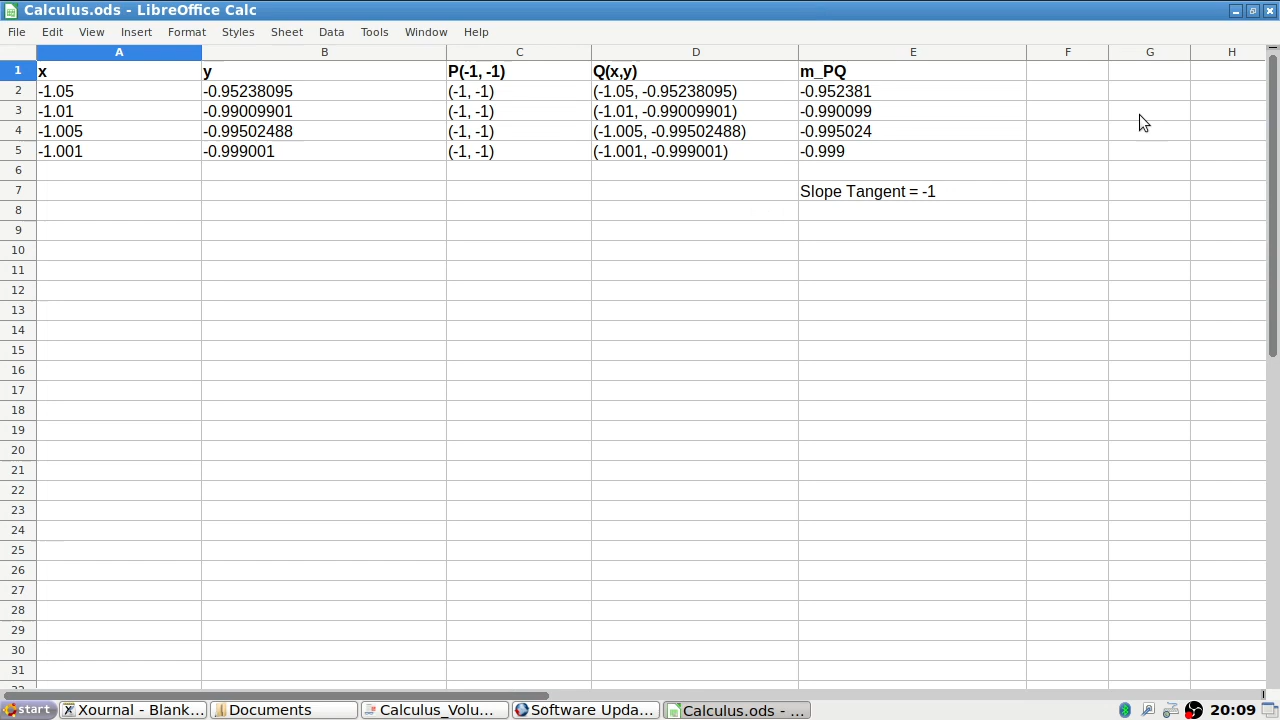 Calculus.ods - LibreOffice Calc
File Edit View Insert Format Styles Sheet Data Tools Window Help
A B C D E F G H
1 x y P(-1, -1) Q(x,y) m_PQ
2 -1.05 -0.95238095 (-1, -1) (-1.05, -0.95238095) -0.952381
3 -1.01 -0.99009901 (-1, -1) (-1.01, -0.99009901) -0.990099
4 -1.005 -0.99502488 (-1, -1) (-1.005, -0.99502488) -0.995024
5 -1.001 -0.999001 (-1, -1) (-1.001, -0.999001) -0.999
6
7 Slope Tangent = -1
8
9
10
11
12
13
14
15
16
17
18
19
20
21
22
23
24
25
26
27
28
29
30
31
start Xournal - Blank... Documents Calculus_Volu... Software Upda... Calculus.ods - ... 20:09